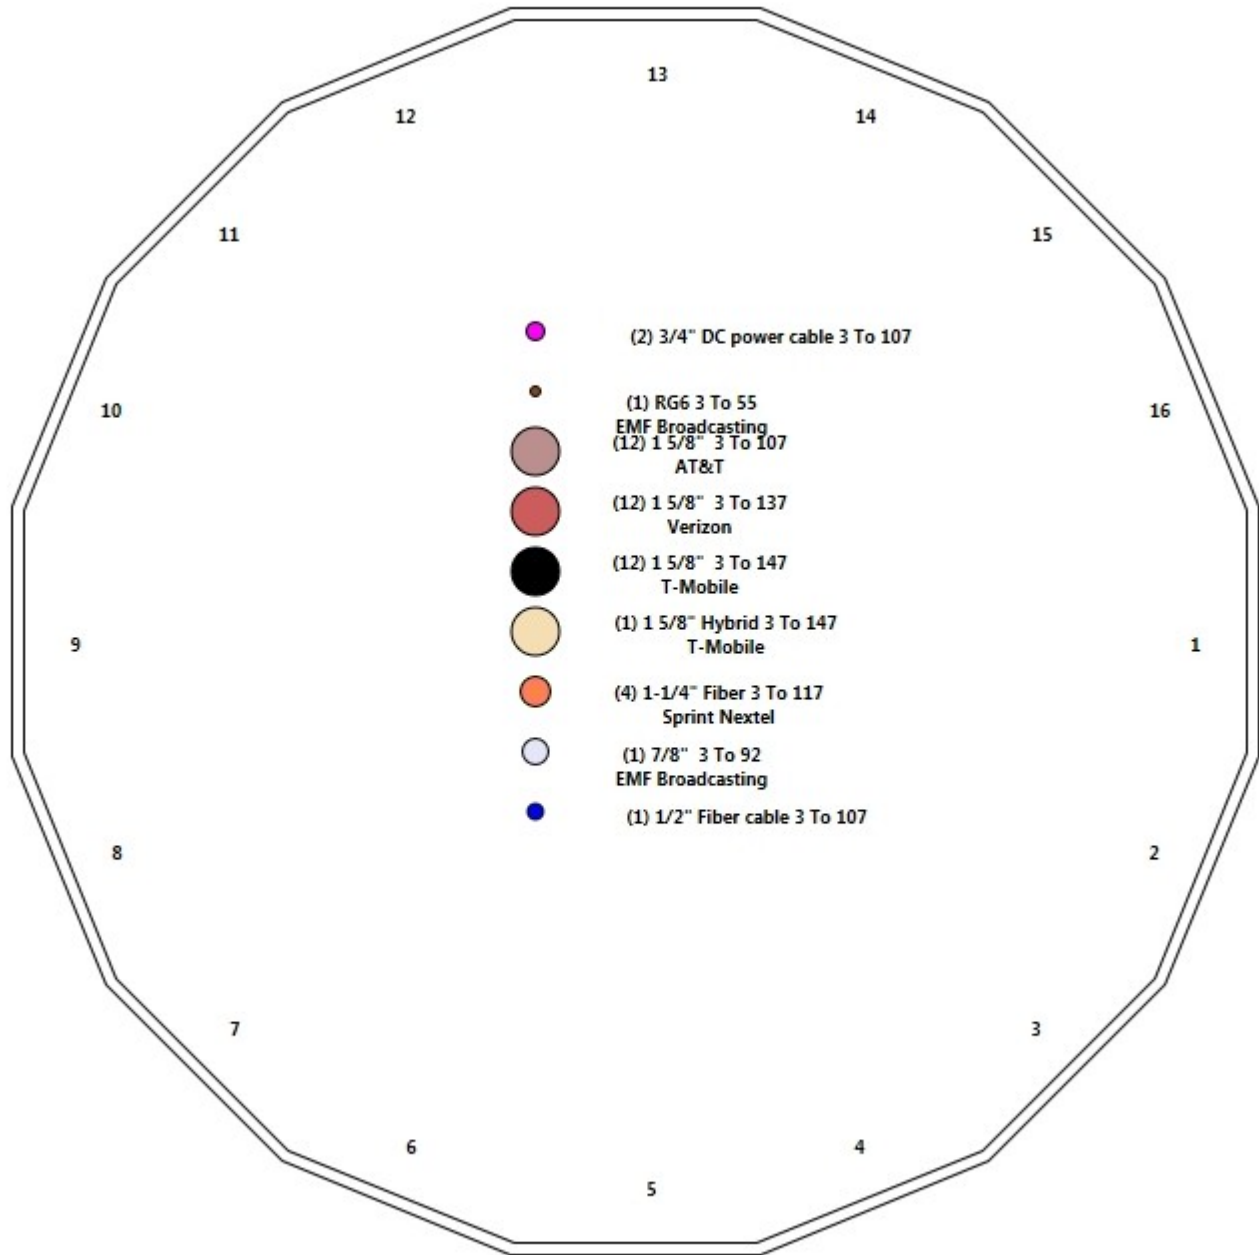 13
12
14
11
15
(2) 3/4" DC power cable 3 To 107
10
16
(1) RG6 3 To 55
EMF Broadcasting
(12) 1 5/8"  3 To 107
AT&T
(12) 1 5/8"  3 To 137
Verizon
(12) 1 5/8"  3 To 147
T-Mobile
(1) 1 5/8" Hybrid 3 To 147
T-Mobile
9
1
(4) 1-1/4" Fiber 3 To 117
Sprint Nextel
(1) 7/8"  3 To 92
EMF Broadcasting
(1) 1/2" Fiber cable 3 To 107
8
2
7
3
6
4
5